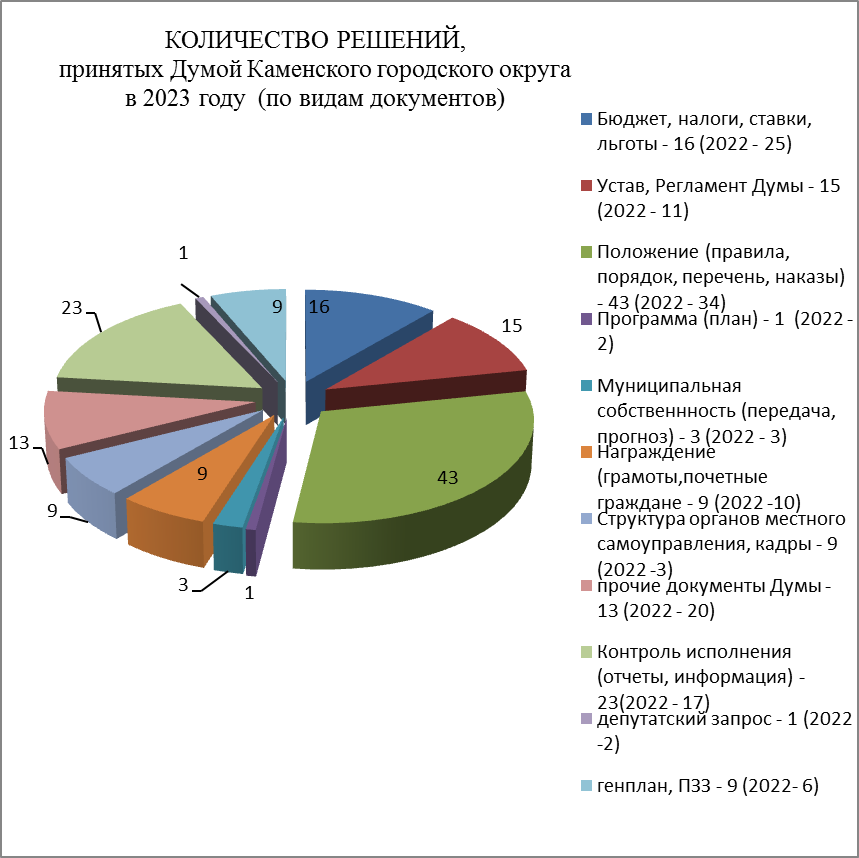 КОЛИЧЕСТВО РЕШЕНИЙ,
принятых Думой Каменского городского округа
в 2023 году (по видам документов)
Бюджет, налоги, ставки,
льготы - 16 (2022 - 25)
Устав, Регламент Думы - 15
(2022 - 11)
Положение (правила,
порядок, перечень, наказы)
- 43 (2022 - 34)
Программа (план) - 1 (2022 -
2)
Муниципальная
собственнность (передача,
прогноз) - 3 (2022 - 3)
Награждение
(грамоты,почетные
граждане - 9 (2022 -10)
Структура органов местного
самоуправления, кадры - 9
(2022 -3)
прочие документы Думы -
13 (2022 - 20)
Контроль исполнения
(отчеты, информация) -
23(2022 - 17)
депутатский запрос - 1 (2022
-2)
генплан, ПЗЗ - 9 (2022- 6)
16
15
43
1
3
9
9
13
23
1
9